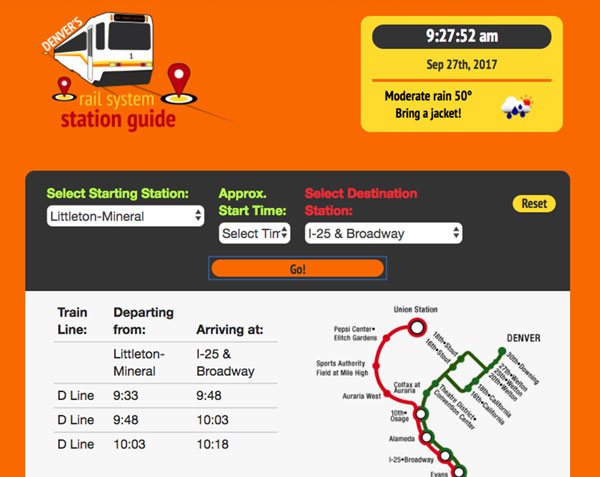 DENVER'S
1
rail system
station guide
9:27:52 am
Sep 27th, 2017
Moderate rain 50°
Bring a jacket!
Select Starting Station:
Littleton-Mineral
Approx.
Start Time:
Select Tim
Select Destination
Station:
I-25 & Broadway
Reset
Go!
Train
Line:
Departing
from:
Arriving at:
Littleton-
Mineral
I-25 &
Broadway
D Line 9:33 9:48
D Line 9:48 10:03
D Line 10:03 10:18
Union Station
Pepsi Center•
Elitch Gardens
Sports Authority
Field at Mile High
Auraria West
Colfax at
Auraria
10th•
Osage
Alameda
I-25•Broadway
Evans
DENVER
18th•Stout
16th•Stout
30th•Downing
27th•Welton
25th•Welton
20th•Welton
18th•California
16th•California
Theatre District•
Convention Center